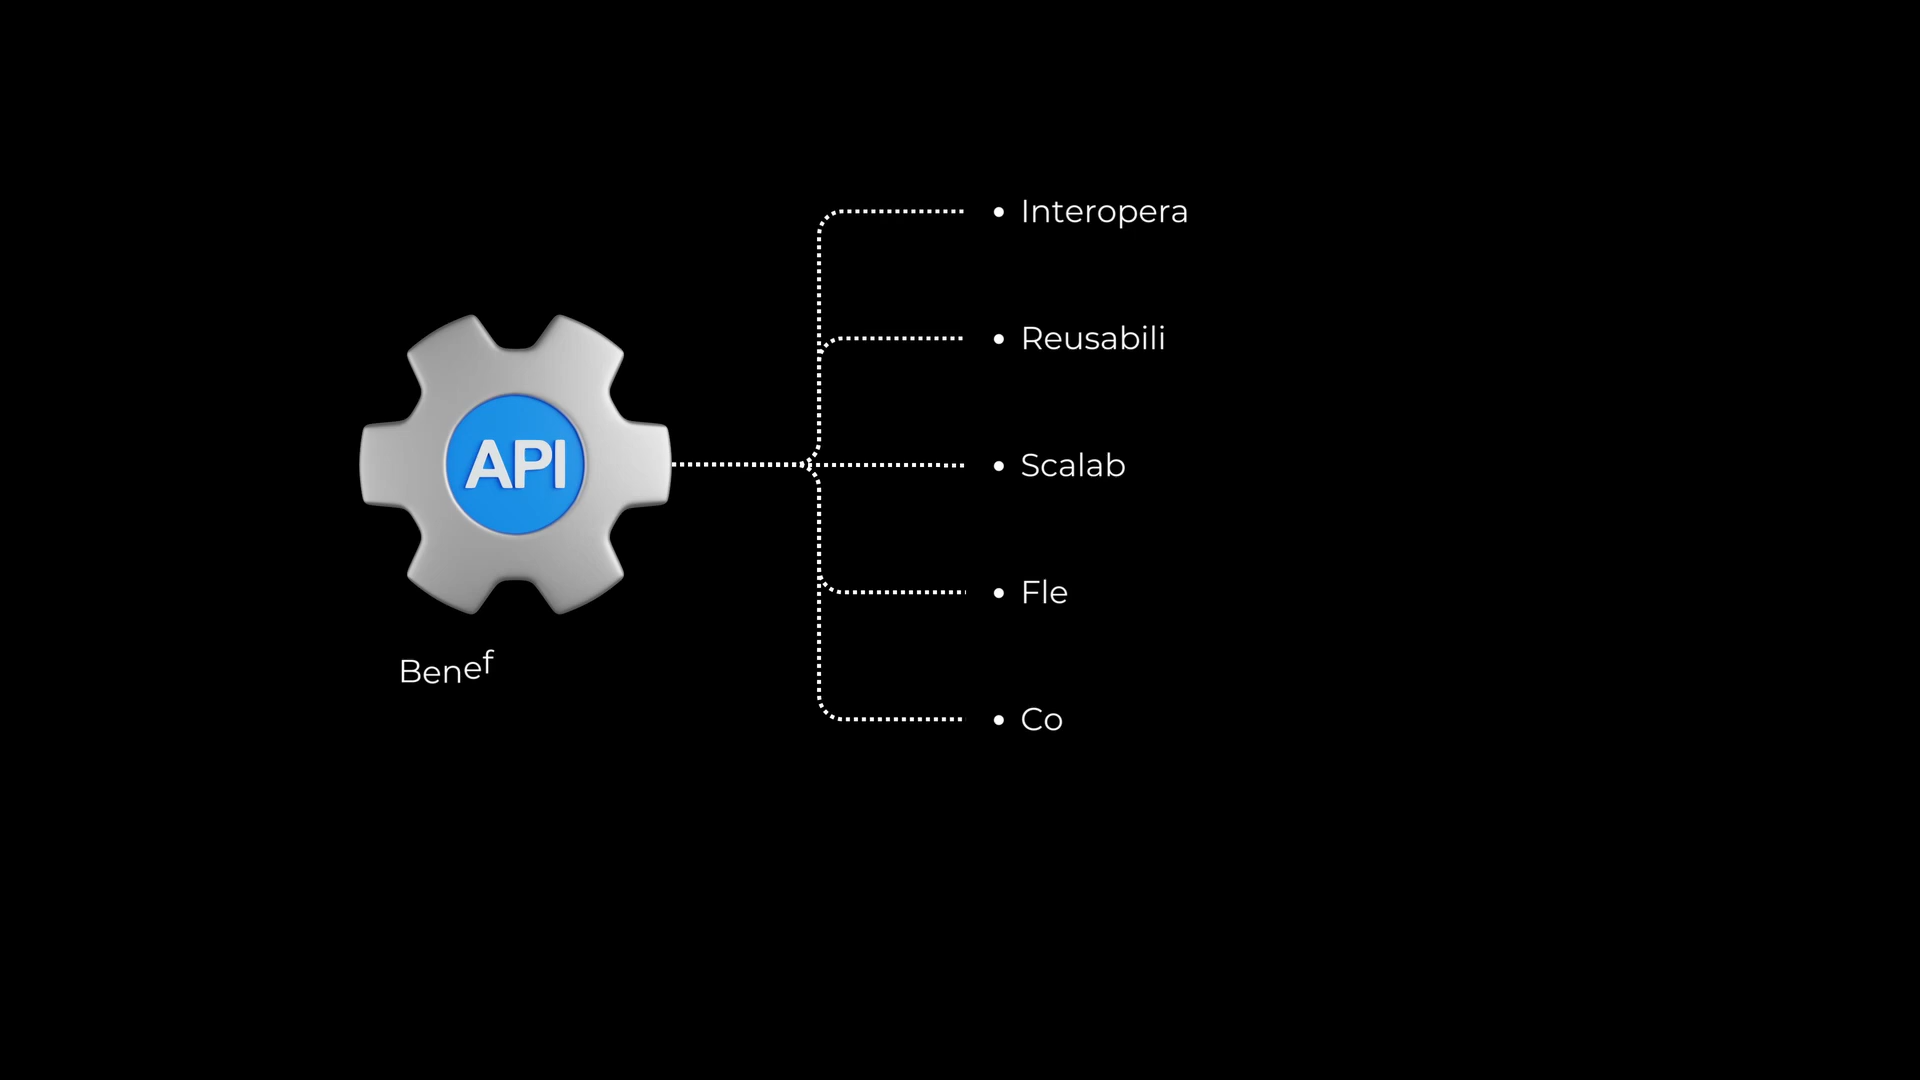 API
Benef
• Interopera
• Reusabili
• Scalab
• Fle
• Co